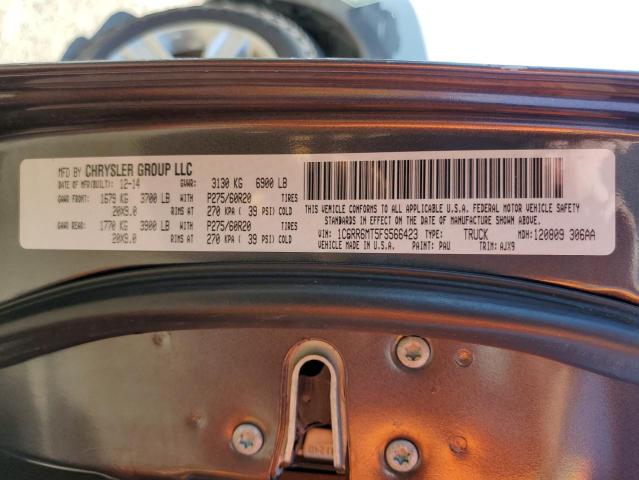 MFD BY CHRYSLER GROUP LLC
DATE OF MFR(BUILT): 12-14 GVWR: 3130 KG 6900 LB
GAWR FRONT: 1679 KG 3700 LB WITH P275/60R20 TIRES
20X9.0 RIMS AT 270 KPA ( 39 PSI) COLD
GAWR REAR: 1770 KG 3900 LB WITH P275/60R20 TIRES
20X9.0 RIMS AT 270 KPA ( 39 PSI) COLD
THIS VEHICLE CONFORMS TO ALL APPLICABLE U.S.A. FEDERAL MOTOR VEHICLE SAFETY
STANDARDS IN EFFECT ON THE DATE OF MANUFACTURE SHOWN ABOVE.
VIN: 1C6RR6MT5FS566423 TYPE: TRUCK MDH: 120809 306AA
VEHICLE MADE IN: U.S.A. PAINT: PAU TRIM: AJX9